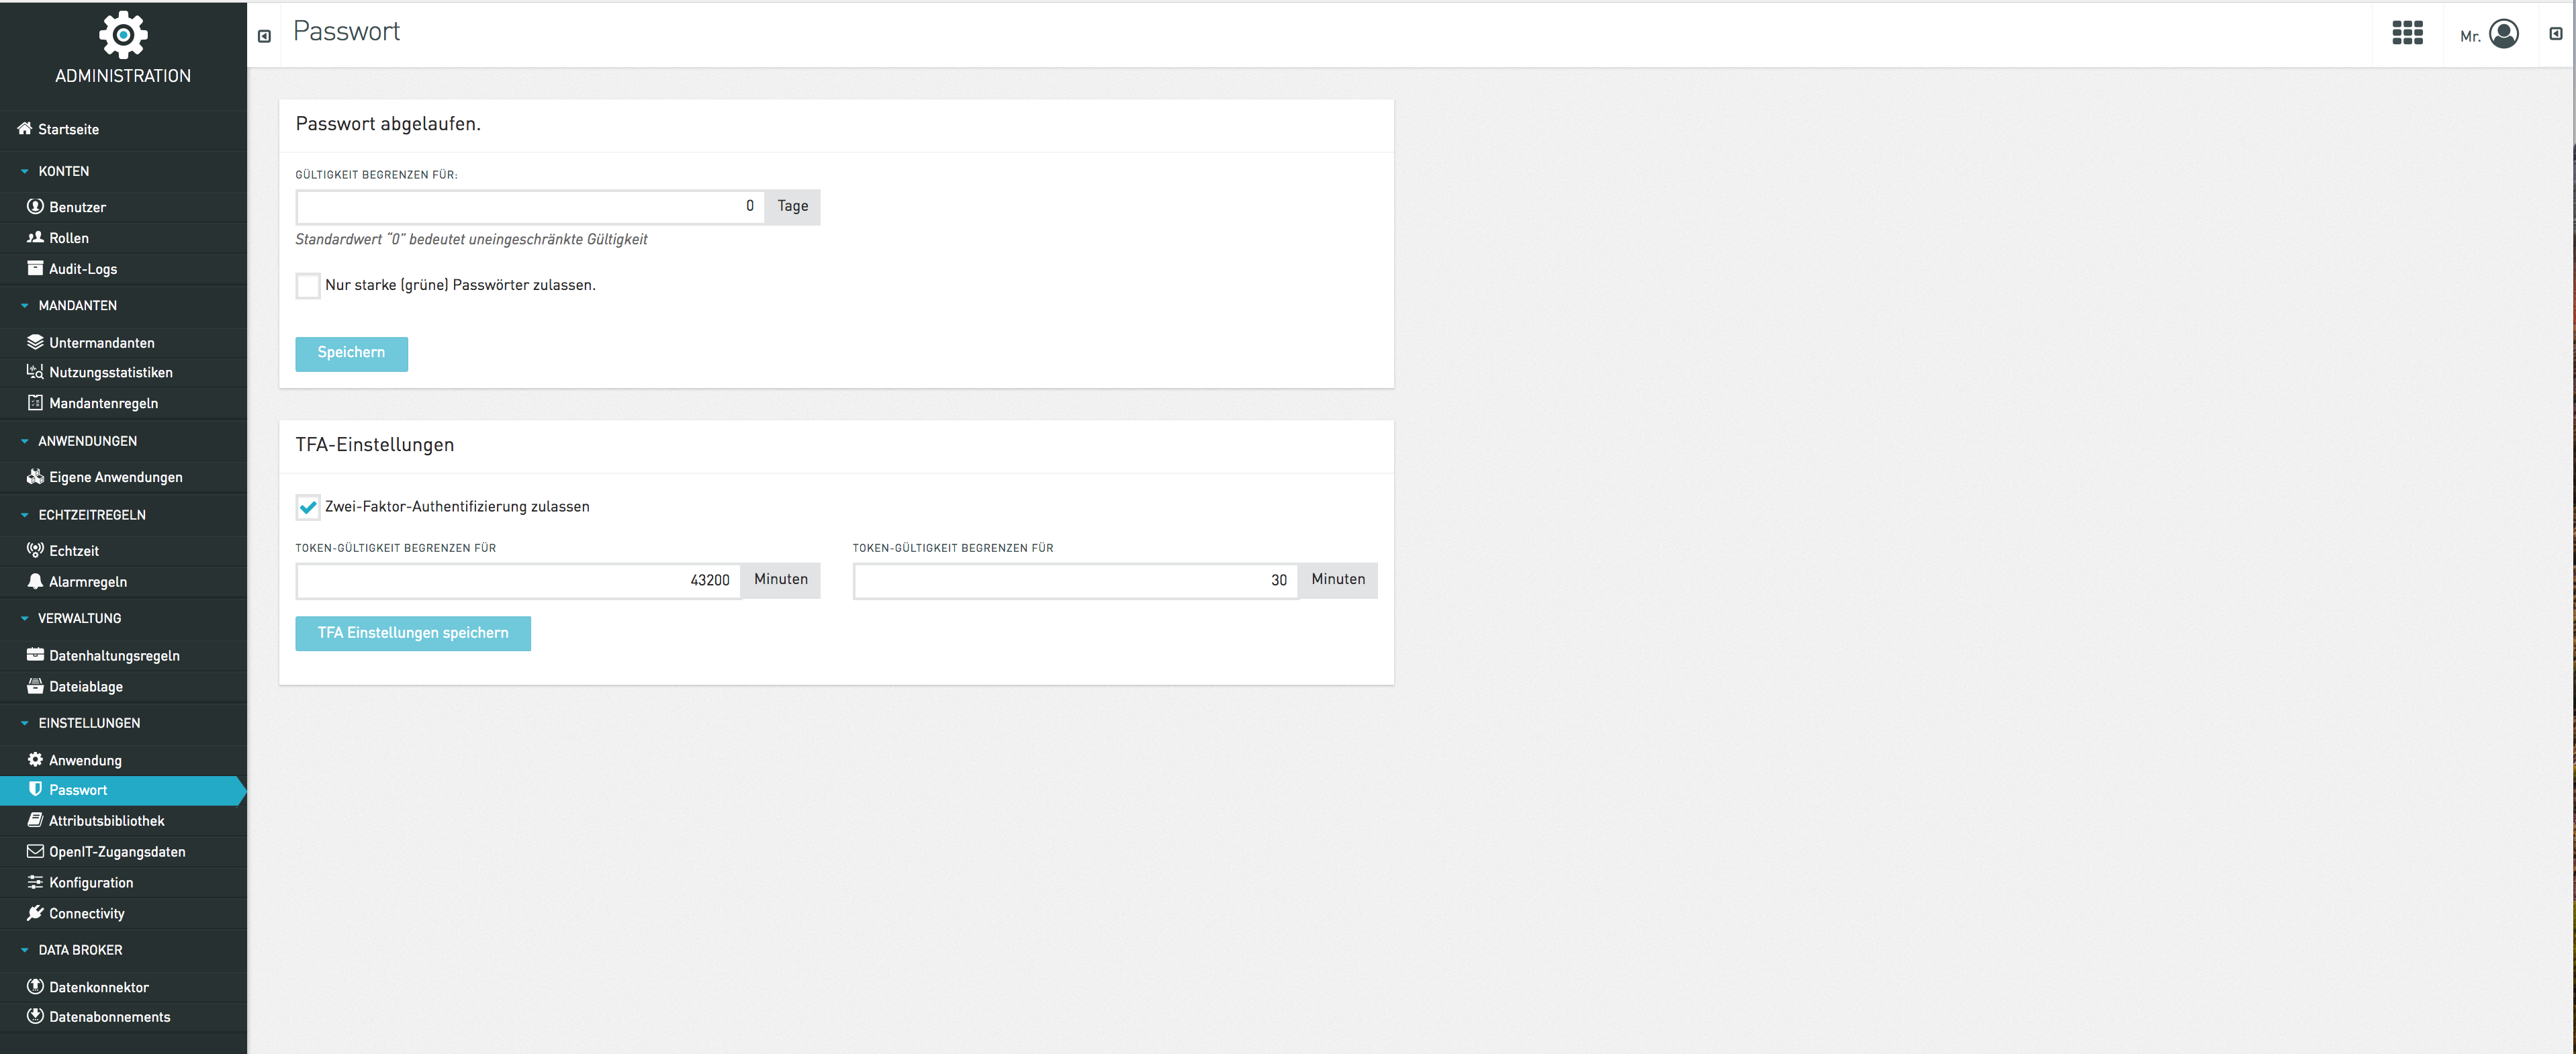 ADMINISTRATION
Startseite
KONTEN
Benutzer
Rollen
Audit-Logs
MANDANTEN
Untermandanten
Nutzungsstatistiken
Mandantenregeln
ANWENDUNGEN
Eigene Anwendungen
ECHTZEITREGELN
Echtzeit
Alarmregeln
VERWALTUNG
Datenhaltungsregeln
Dateiablage
EINSTELLUNGEN
Anwendung
Passwort
Attributsbibliothek
OpenIT-Zugangsdaten
Konfiguration
Connectivity
DATA BROKER
Datenkonnektor
Datenabonnements
Passwort
Mr.
Passwort abgelaufen.
GÜLTIGKEIT BEGRENZEN FÜR:
0 Tage
Standardwert “0” bedeutet uneingeschränkte Gültigkeit
Nur starke (grüne) Passwörter zulassen.
Speichern
TFA-Einstellungen
Zwei-Faktor-Authentifizierung zulassen
TOKEN-GÜLTIGKEIT BEGRENZEN FÜR
43200 Minuten
TOKEN-GÜLTIGKEIT BEGRENZEN FÜR
30 Minuten
TFA Einstellungen speichern